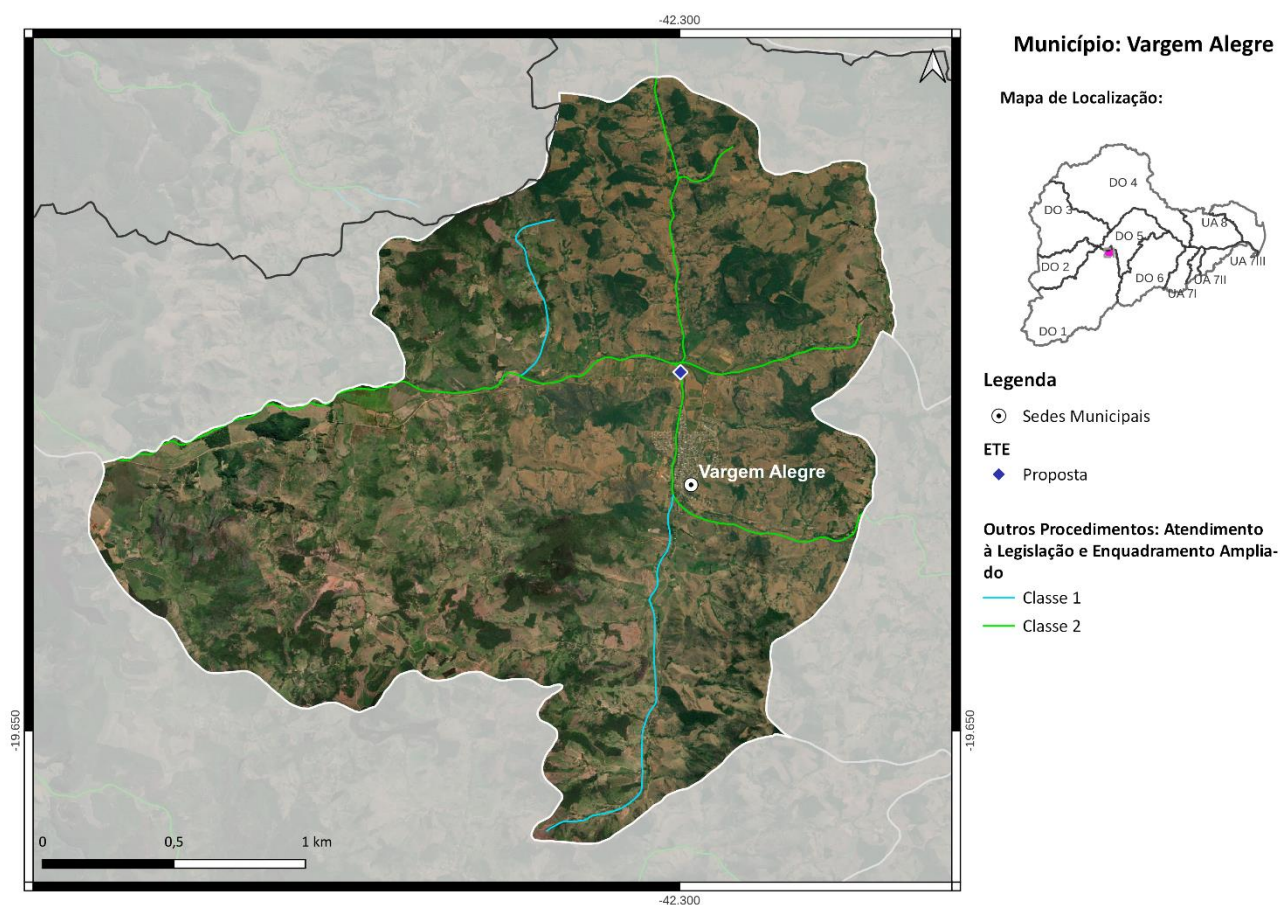 -42.300
Município: Vargem Alegre
Mapa de Localização:
DO 4
DO 3
UA 8
DO 5
UA 7III
DO 2
DO 6
UA 7II
UA 7I
DO 1
Legenda
Sedes Municipais
ETE
Proposta
Vargem Alegre
Outros Procedimentos: Atendimento
à Legislação e Enquadramento Amplia-
do
Classe 1
Classe 2
-19.650
-19.650
0 0,5 1 km
-42.300